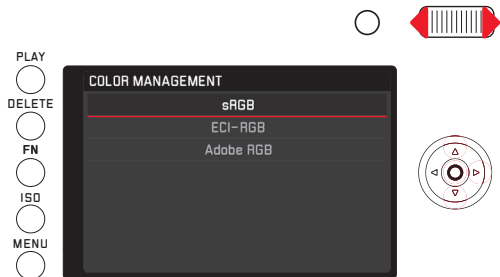 PLAY
DELETE
FN
ISO
MENU
COLOR MANAGEMENT
sRGB
ECI-RGB
Adobe RGB